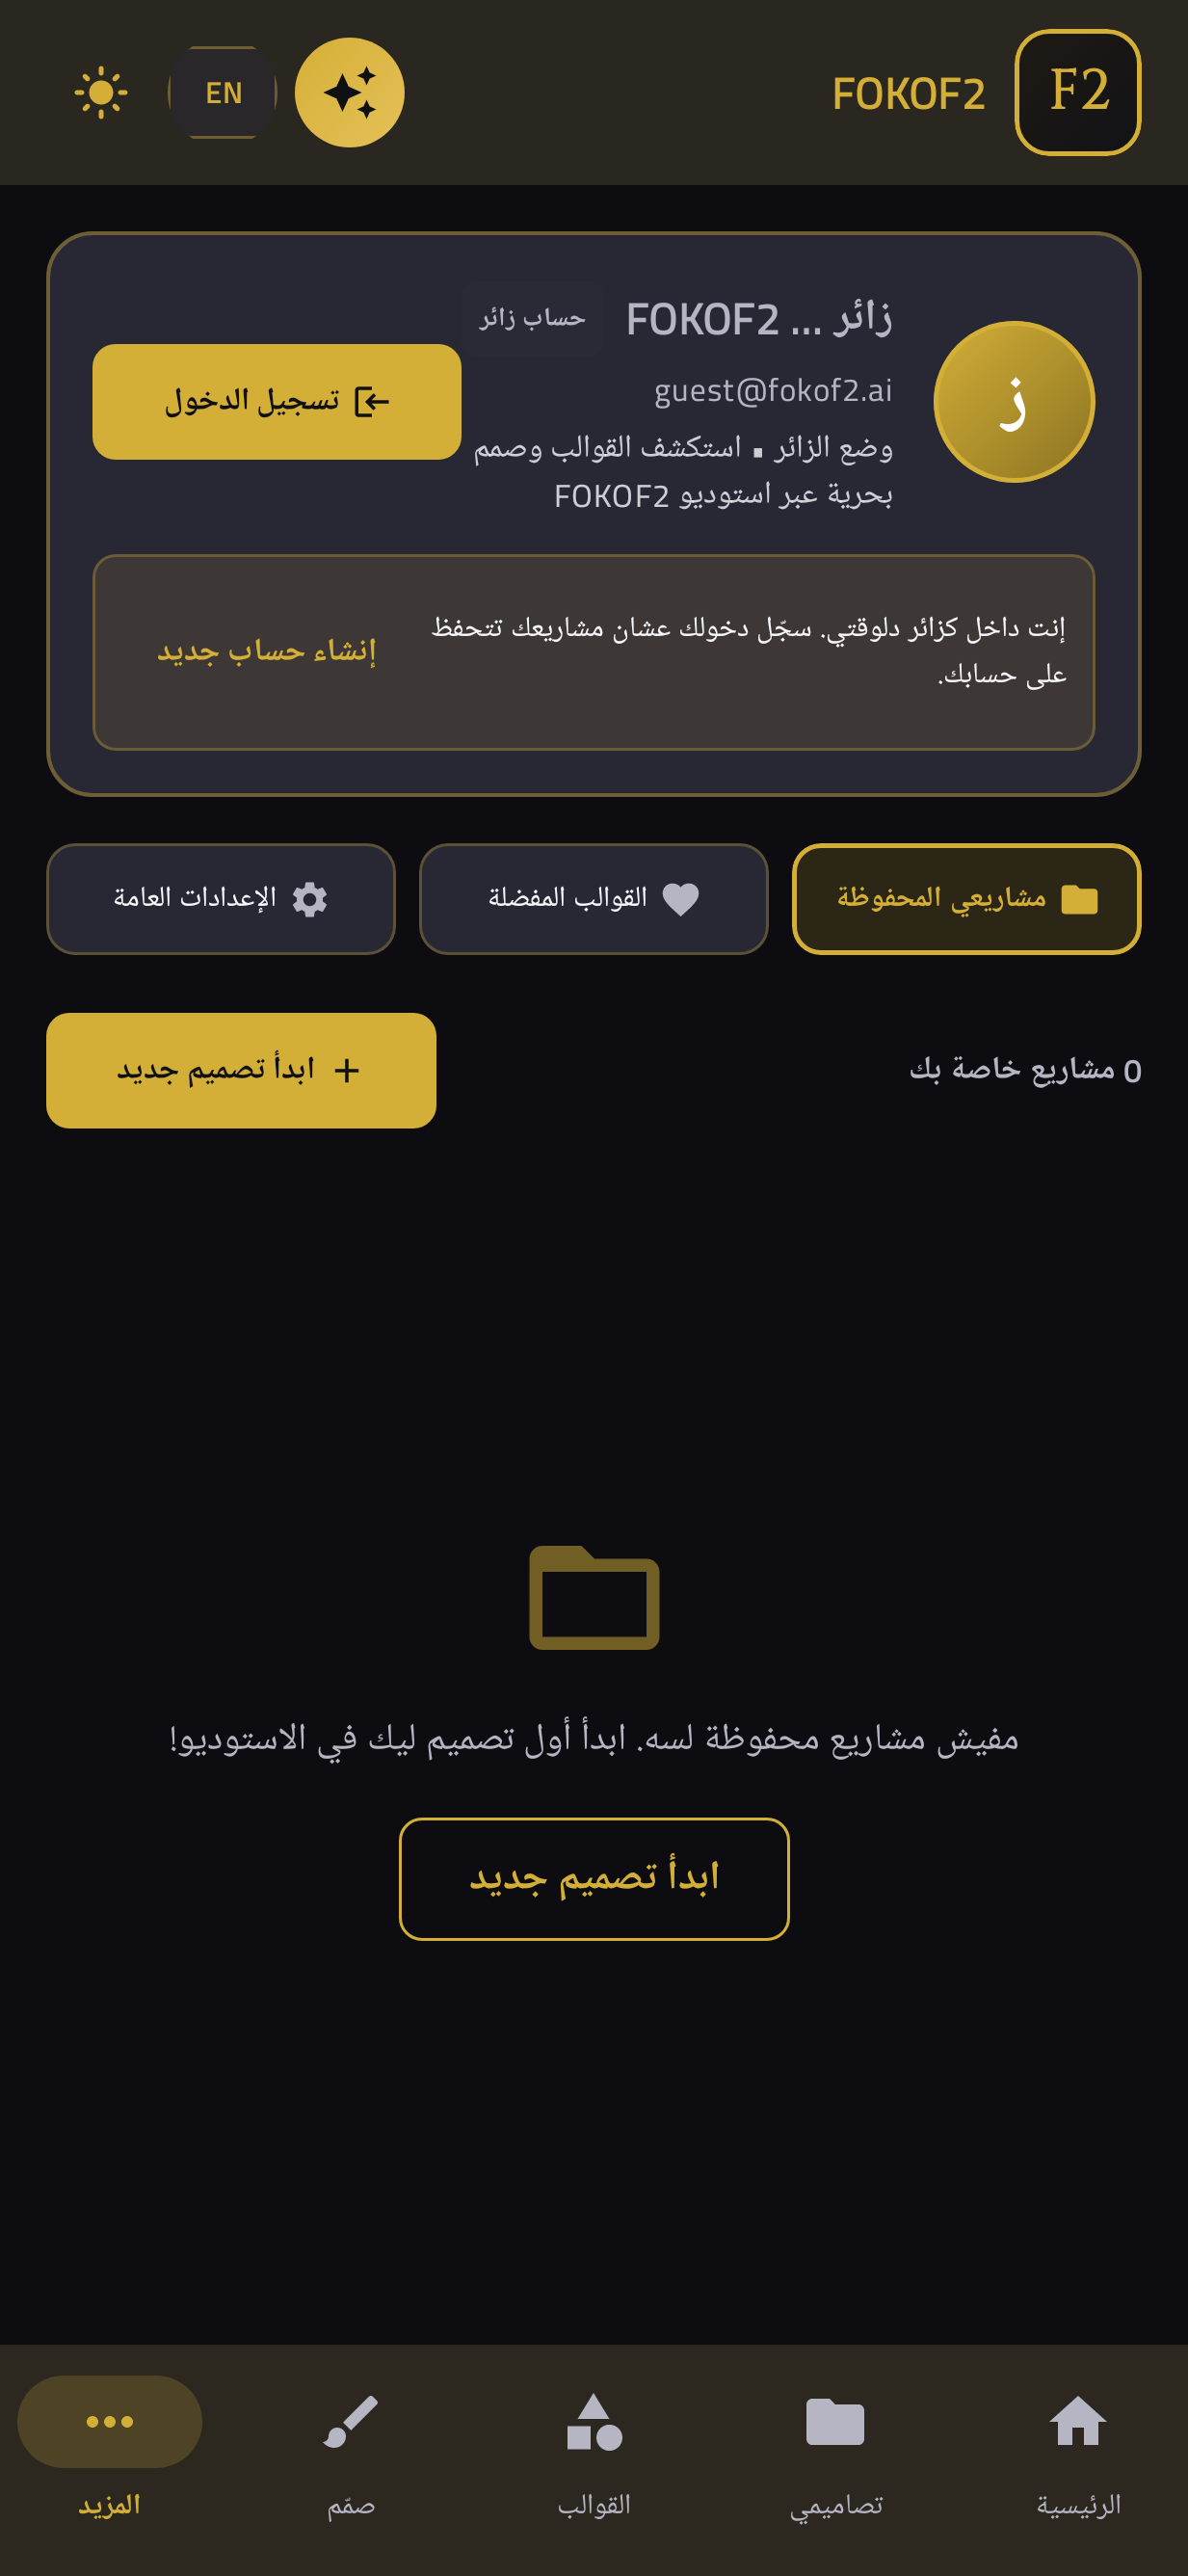 F2
FOKOF2
EN
ز
زائر ... FOKOF2
حساب زائر
guest@fokof2.ai
وضع الزائر ▪ استكشف القوالب وصمم
بحرية عبر استوديو FOKOF2
تسجيل الدخول
إنت داخل كزائر دلوقتي. سجّل دخولك عشان مشاريعك تتحفظ
على حسابك.
إنشاء حساب جديد
مشاريعي المحفوظة
القوالب المفضلة
الإعدادات العامة
0 مشاريع خاصة بك
+ ابدأ تصميم جديد
مفيش مشاريع محفوظة لسه. ابدأ أول تصميم ليك في الاستوديو!
ابدأ تصميم جديد
الرئيسية
تصاميمي
القوالب
صمّم
المزيد